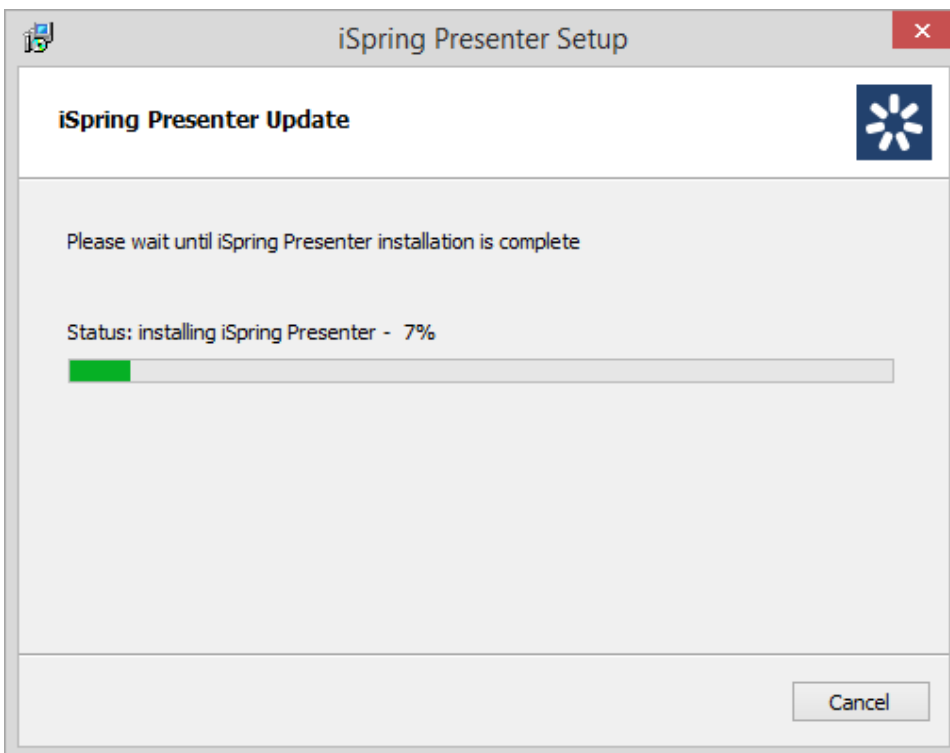 iSpring Presenter Setup
iSpring Presenter Update
Please wait until iSpring Presenter installation is complete
Status: installing iSpring Presenter - 7%
Cancel